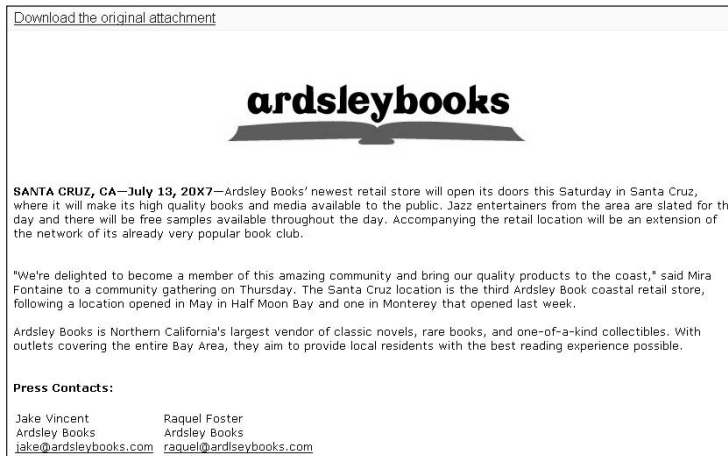 Download the original attachment
ardsleybooks
SANTA CRUZ, CA—July 13, 20X7—Ardsley Books' newest retail store will open its doors this Saturday in Santa Cruz,
where it will make its high quality books and media available to the public. Jazz entertainers from the area are slated for th
day and there will be free samples available throughout the day. Accompanying the retail location will be an extension of
the network of its already very popular book club.
"We're delighted to become a member of this amazing community and bring our quality products to the coast," said Mira
Fontaine to a community gathering on Thursday. The Santa Cruz location is the third Ardsley Book coastal retail store,
following a location opened in May in Half Moon Bay and one in Monterey that opened last week.
Ardsley Books is Northern California's largest vendor of classic novels, rare books, and one-of-a-kind collectibles. With
outlets covering the entire Bay Area, they aim to provide local residents with the best reading experience possible.
Press Contacts:
Jake Vincent Raquel Foster
Ardsley Books Ardsley Books
jake@ardsleybooks.com raquel@ardlseybooks.com